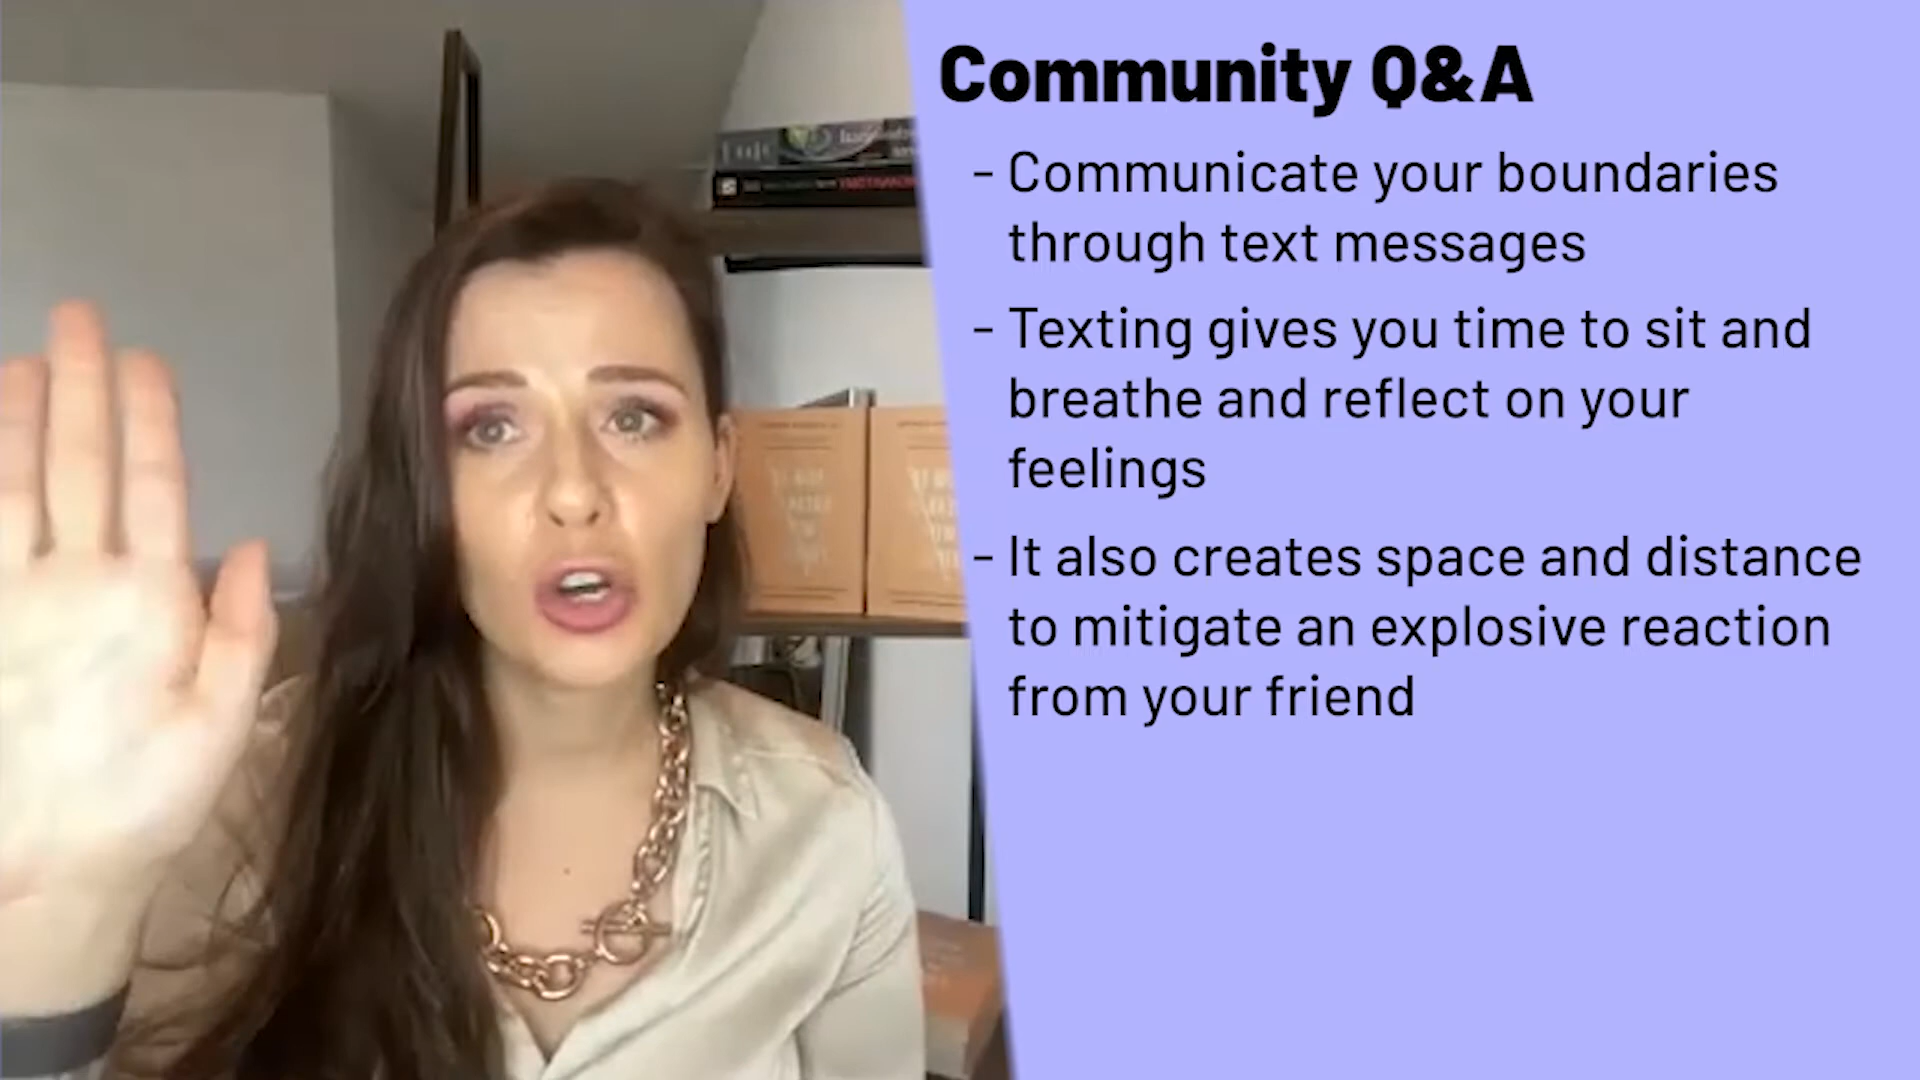 Community Q&A
- Communicate your boundaries
through text messages
- Texting gives you time to sit and
breathe and reflect on your
feelings
- It also creates space and distance
to mitigate an explosive reaction
from your friend